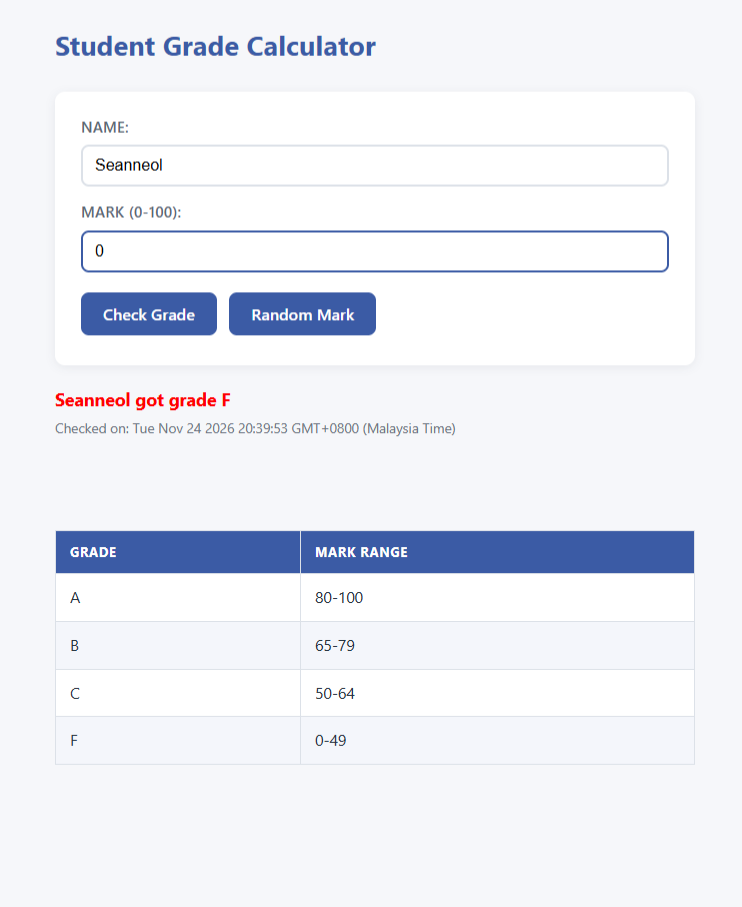 Student Grade Calculator
NAME:
Seanneol
MARK (0-100):
0
Check Grade Random Mark
Seanneol got grade F
Checked on: Tue Nov 24 2026 20:39:53 GMT+0800 (Malaysia Time)
GRADE MARK RANGE
A 80-100
B 65-79
C 50-64
F 0-49